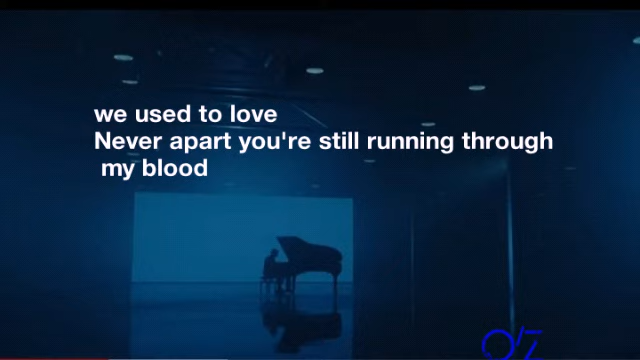 we used to love
Never apart you're still running through
my blood